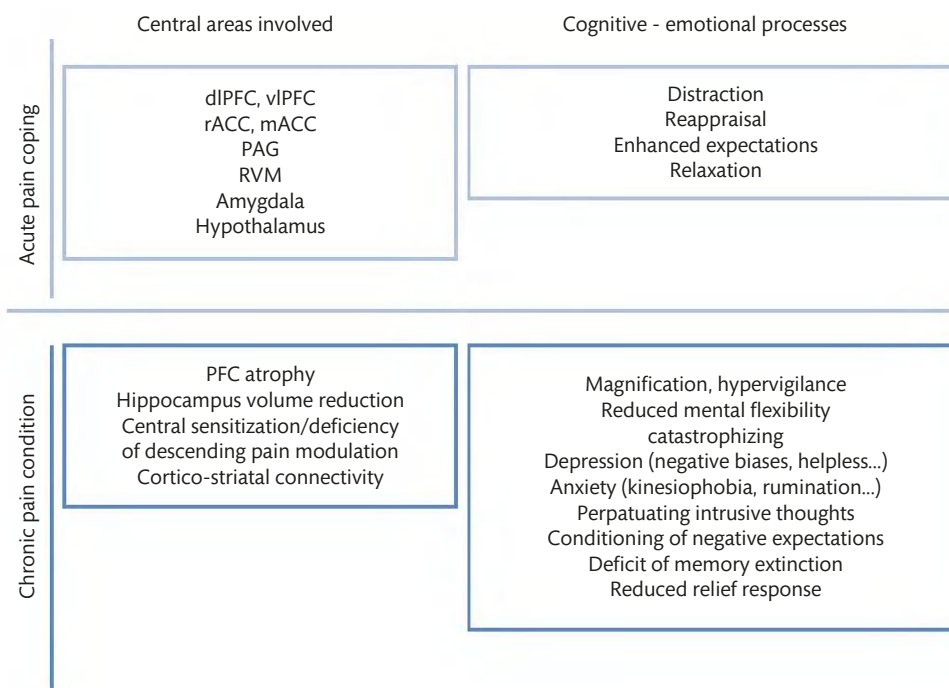 Central areas involved
Cognitive - emotional processes
Acute pain coping
dlPFC, vlPFC
rACC, mACC
PAG
RVM
Amygdala
Hypothalamus
Distraction
Reappraisal
Enhanced expectations
Relaxation
Chronic pain condition
PFC atrophy
Hippocampus volume reduction
Central sensitization/deficiency
of descending pain modulation
Cortico-striatal connectivity
Magnification, hypervigilance
Reduced mental flexibility
catastrophizing
Depression (negative biases, helpless...)
Anxiety (kinesiophobia, rumination...)
Perpatuating intrusive thoughts
Conditioning of negative expectations
Deficit of memory extinction
Reduced relief response